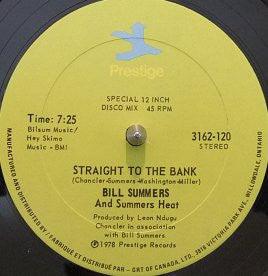 Prestige
SPECIAL 12 INCH
DISCO MIX 45 RPM
Time: 7:25
Bilsum Music/
Hey Skimo
Music - BMI
3162-120
STEREO
STRAIGHT TO THE BANK
(Chancler-Summers-Washington-Miller)
BILL SUMMERS
And Summers Heat
Produced by Leon Ndugu
Chancler in association
with Bill Summers
℗ 1978 Prestige Records
MANUFACTURED AND DISTRIBUTED BY / FABRIQUÉ ET DISTRIBUÉ PAR: CRT OF CANADA, LTD. VICTORIA PARK AVE., WILLOWDALE, ONTARIO